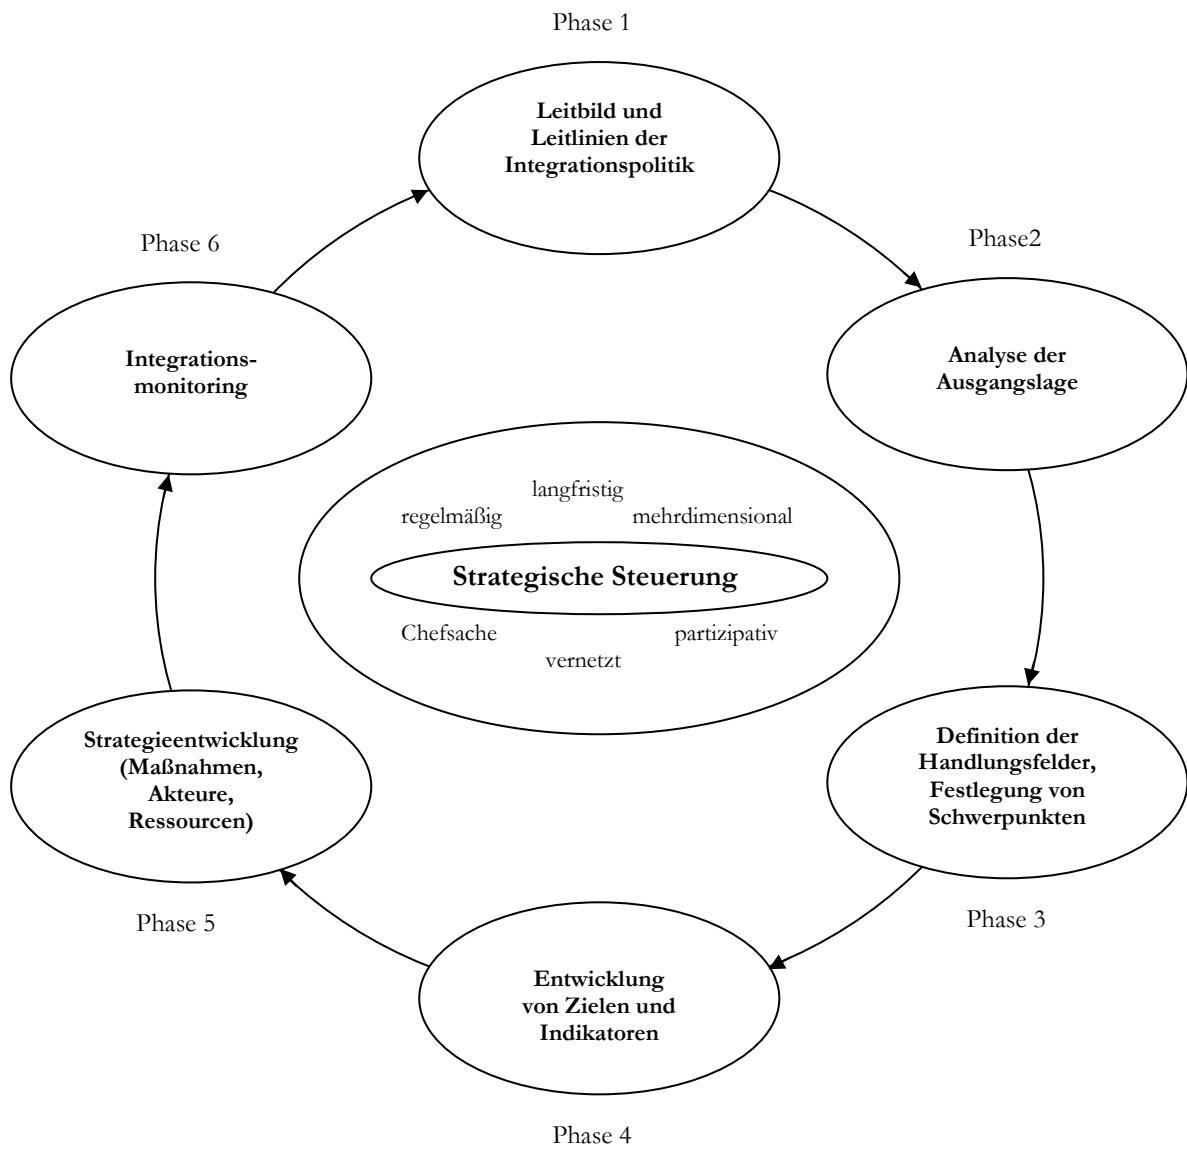 Phase 1
Leitbild und
Leitlinien der
Integrationspolitik
Phase2
Analyse der
Ausgangslage
Phase 6
Integrations-
monitoring
langfristig
regelmäßig
mehrdimensional
Strategische Steuerung
Chefsache
partizipativ
vernetzt
Strategieentwicklung
(Maßnahmen,
Akteure,
Ressourcen)
Phase 5
Definition der
Handlungsfelder,
Festlegung von
Schwerpunkten
Phase 3
Entwicklung
von Zielen und
Indikatoren
Phase 4